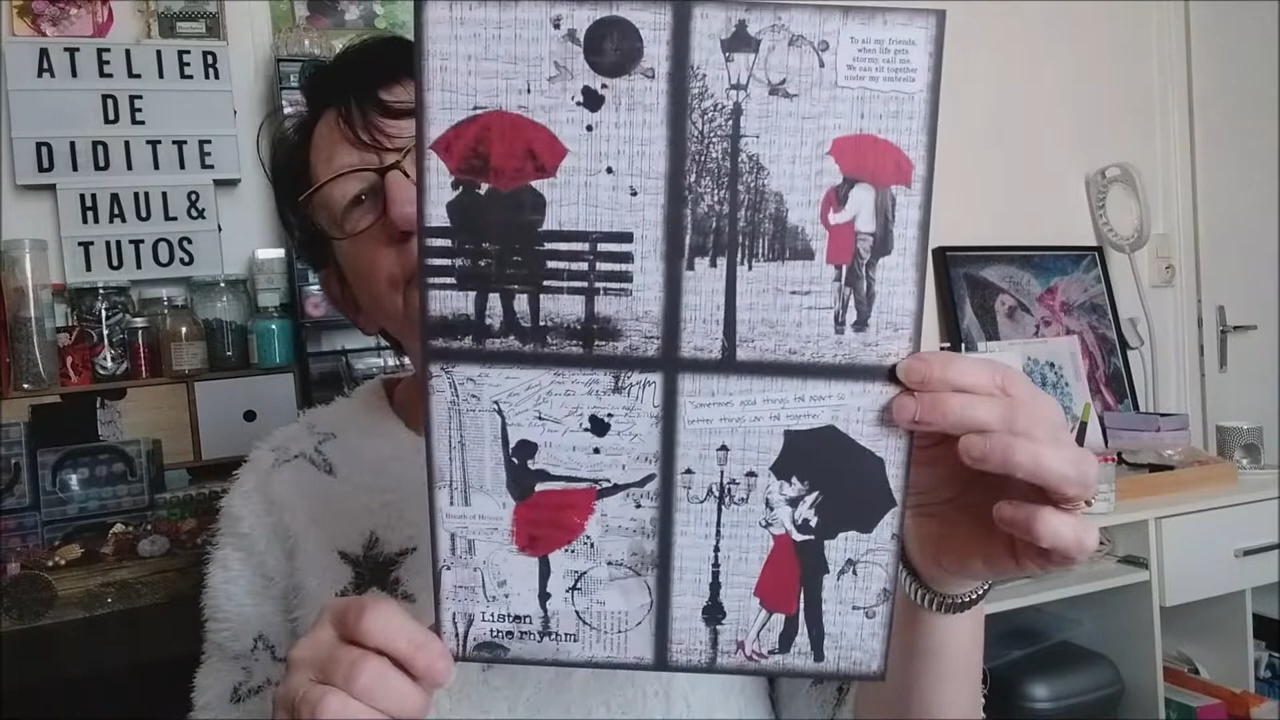 ATELIER
DE
DIDITTE
HAUL&
TUTOS
To all my friends,
when life gets
stormy, call me.
We can sit together
under my umbrella
"Sometimes good things fall apart so
better things can fall together."
Breath of Heaven
Listen
the rhythm